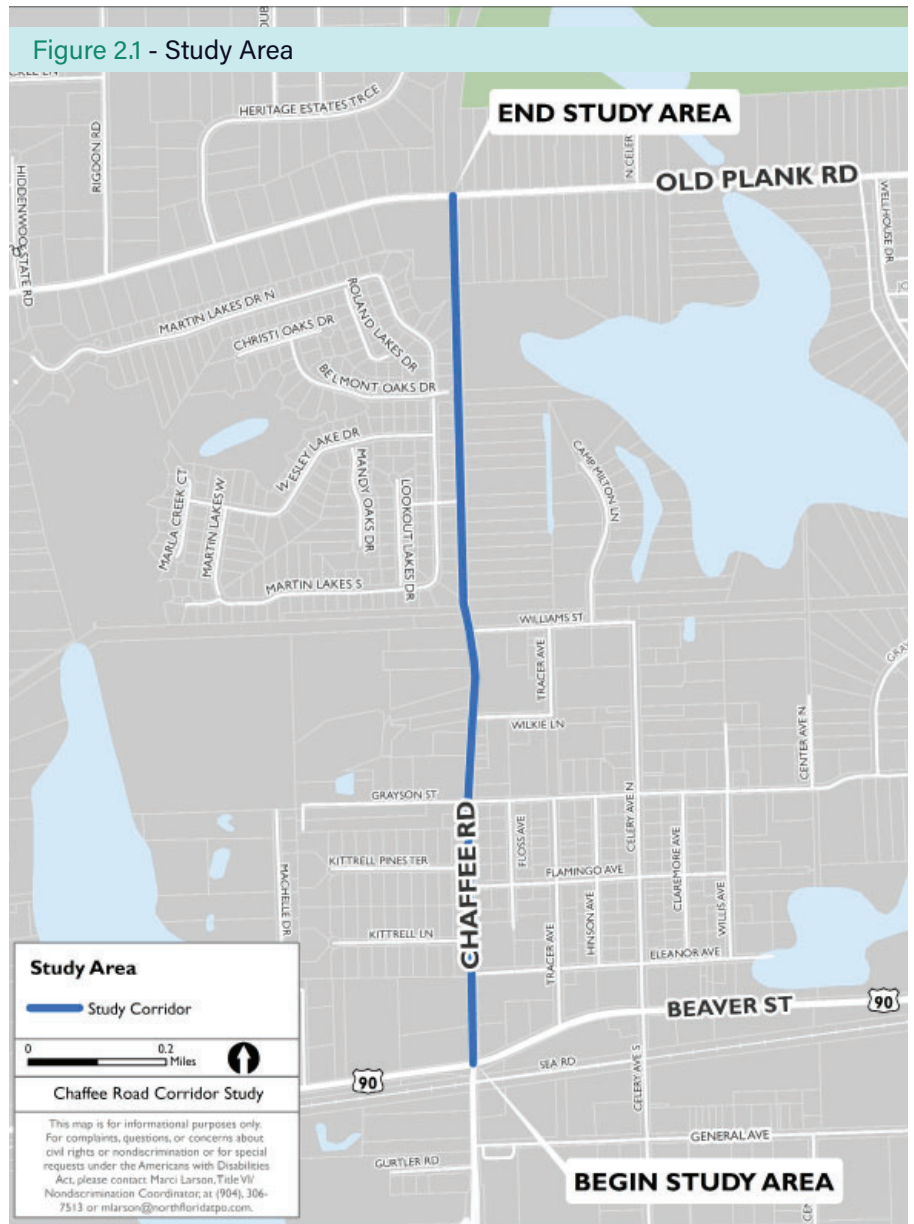 Figure 2.1 - Study Area
HERITAGE ESTATES TRCE
END STUDY AREA
RIGDON RD
N CELERY
OLD PLANK RD
HIDDENWOOD ESTATE RD
WELLHOUSE DR
MARTIN LAKES DR N
ROLAND LAKES DR
CHRISTI OAKS DR
BELMONT OAKS DR
WESLEY LAKE DR
CAMP MILTON LN
MARLA CREEK CT
MARTIN LAKES W
MANDY OAKS DR
LOOKOUT LAKES DR
MARTIN LAKES S
WILLIAMS ST
TRACER AVE
GRAY
WILKIE LN
CENTER AVE N
GRAYSON ST
CHAFFEE RD
FLOSS AVE
CELERY AVE N
CLAREMORE AVE
KITTRELL PINES TER
FLAMINGO AVE
MACHELLE DR
HINSON AVE
WILLIS AVE
KITTRELL LN
TRACER AVE
ELEANOR AVE
BEAVER ST
90
SEA RD
90
CELERY AVE S
GENERAL AVE
GURTLER RD
CEN
BEGIN STUDY AREA
Study Area
Study Corridor
0 0.2
Miles
Chaffee Road Corridor Study
This map is for informational purposes only.
For complaints, questions, or concerns about
civil rights or nondiscrimination or for special
requests under the Americans with Disabilities
Act, please contact Marci Larson, Title VI/
Nondiscrimination Coordinator, at (904), 306-
7513 or mlarson@northfloridatpo.com.